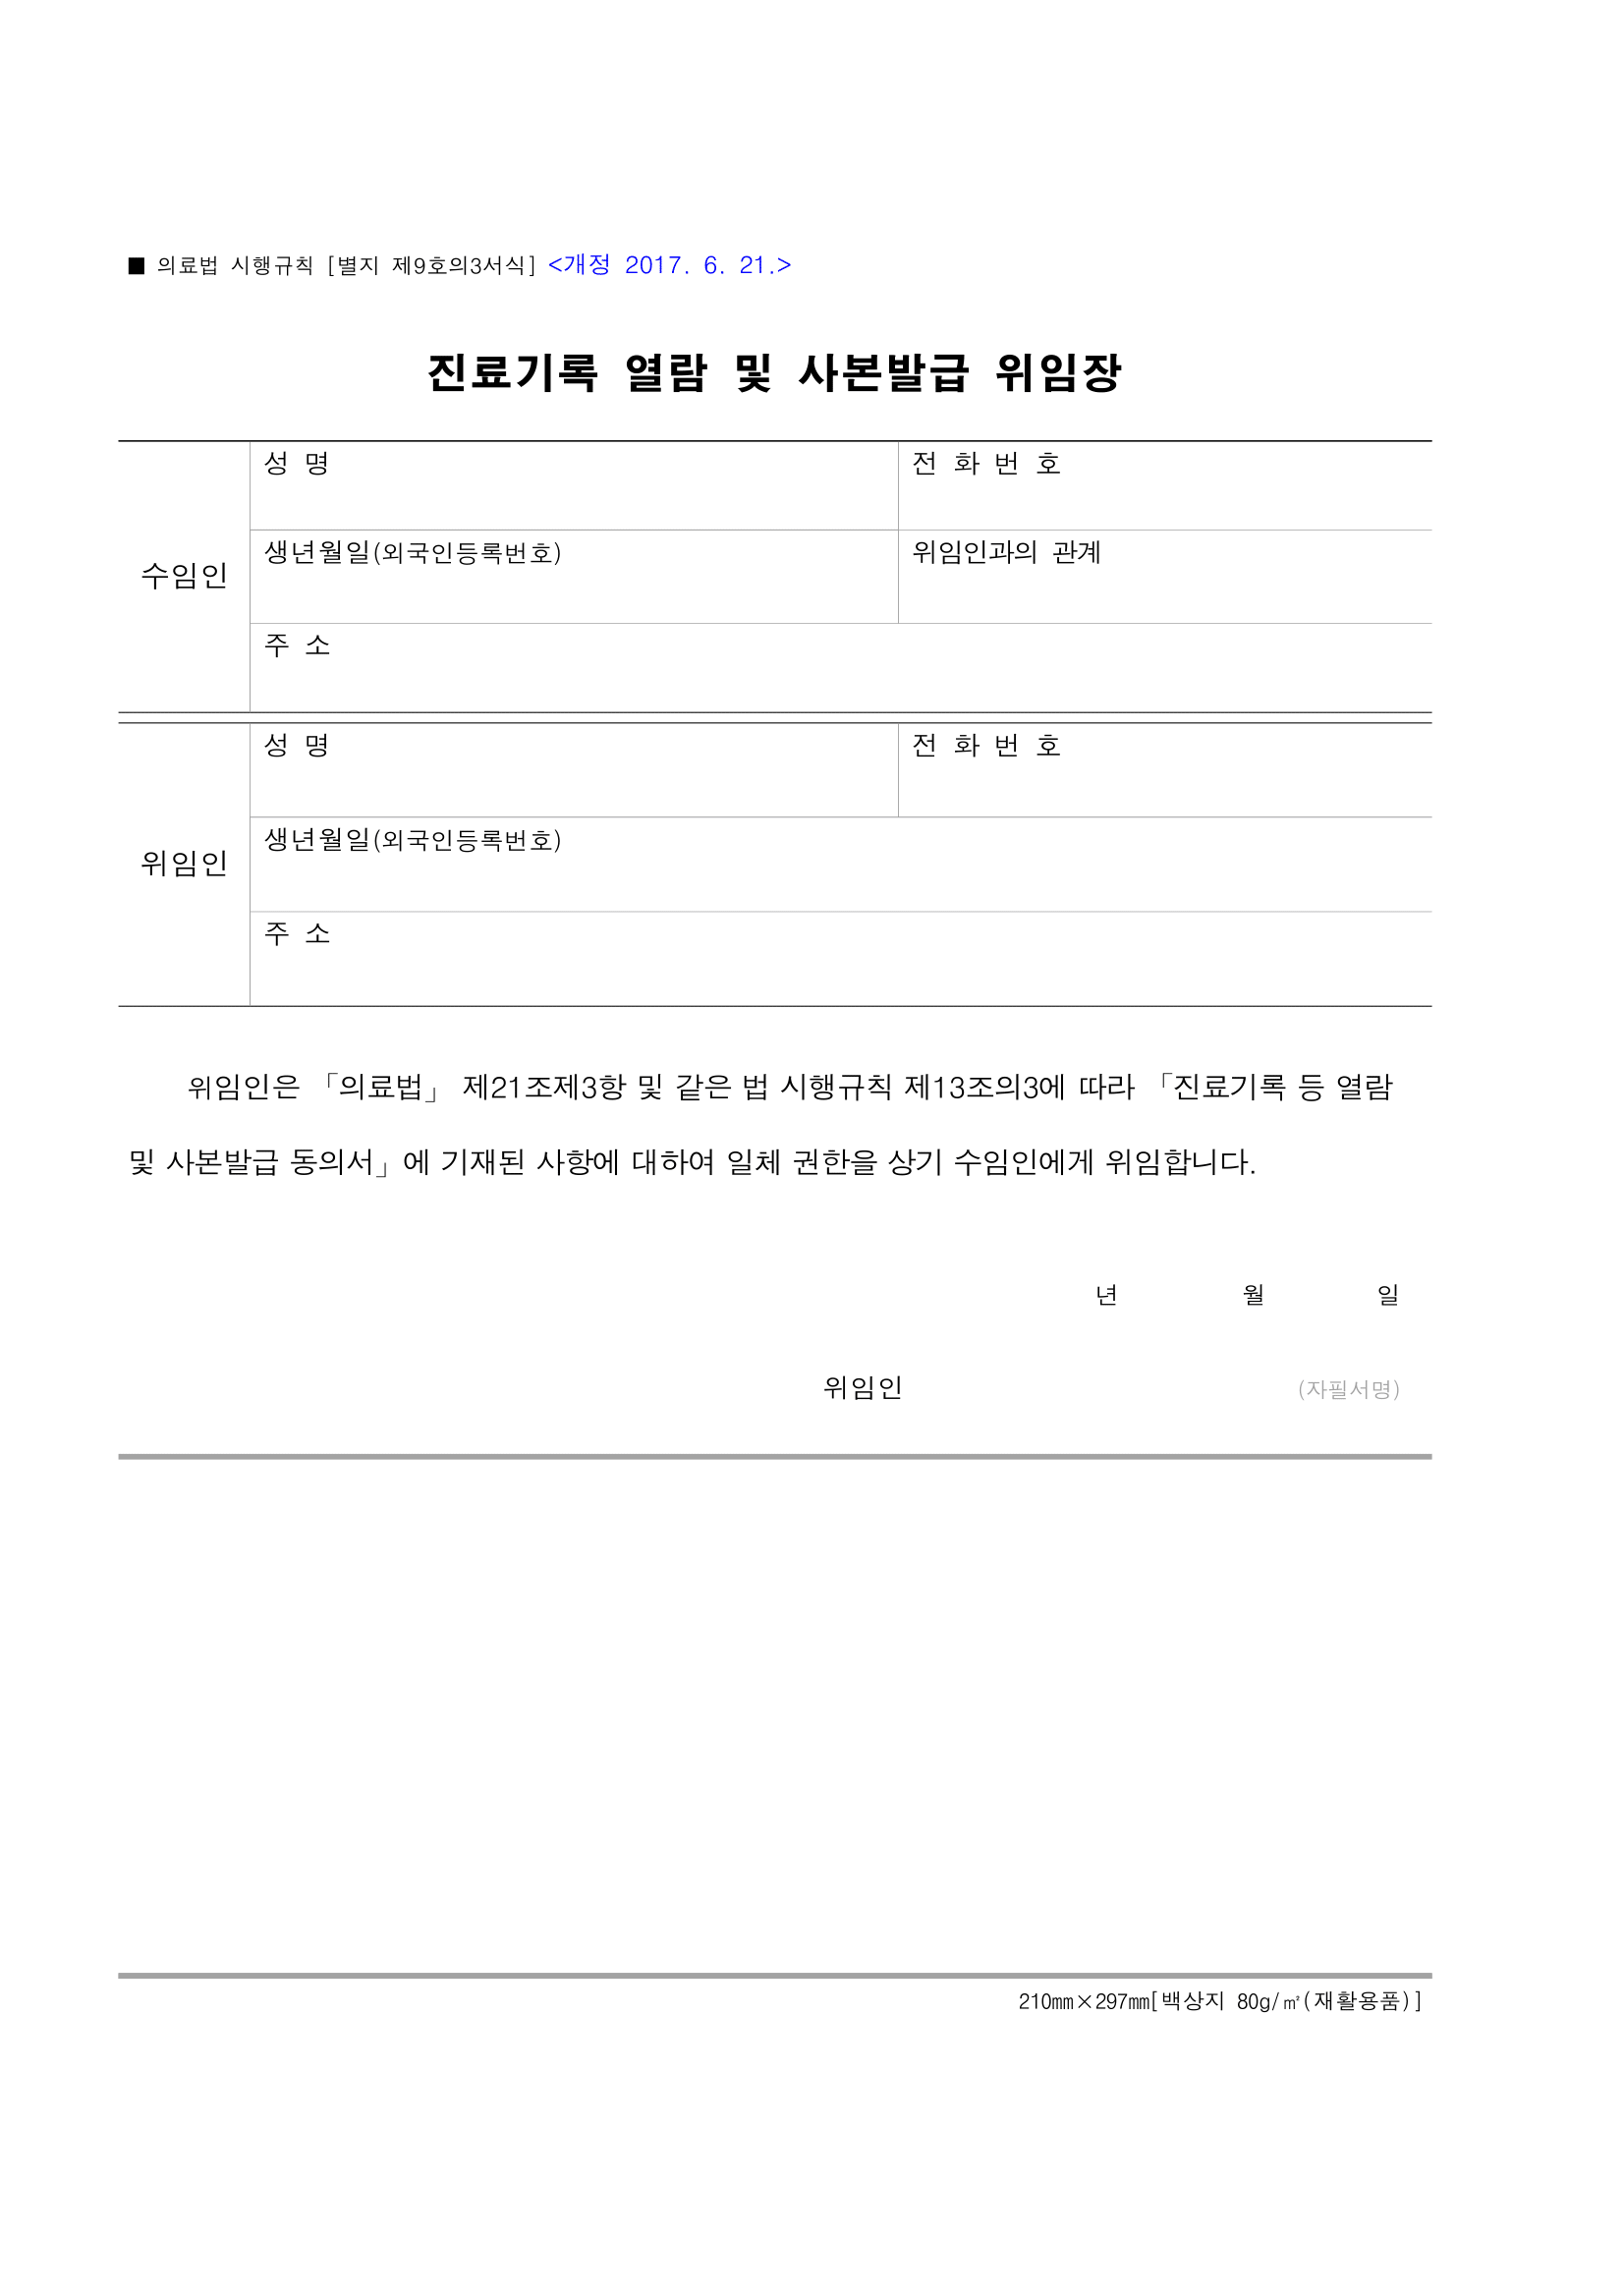 ■ 의료법 시행규칙 [별지 제9호의3서식] <개정 2017. 6. 21.>
진료기록 열람 및 사본발급 위임장
수임인
성 명
전 화 번 호
생년월일(외국인등록번호)
위임인과의 관계
주 소
위임인
성 명
전 화 번 호
생년월일(외국인등록번호)
주 소
위임인은 「의료법」 제21조제3항 및 같은 법 시행규칙 제13조의3에 따라 「진료기록 등 열람
및 사본발급 동의서」에 기재된 사항에 대하여 일체 권한을 상기 수임인에게 위임합니다.
년 월 일
위임인 (자필서명)
210㎜×297㎜[백상지 80g/㎡(재활용품)]